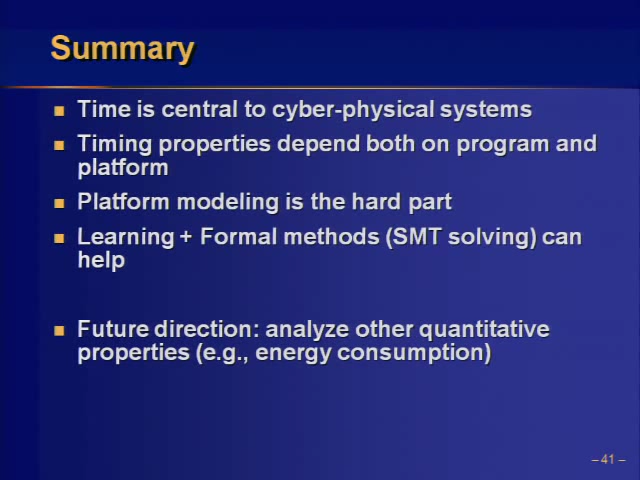 Summary
Time is central to cyber-physical systems
Timing properties depend both on program and
platform
Platform modeling is the hard part
Learning + Formal methods (SMT solving) can
help
Future direction: analyze other quantitative
properties (e.g., energy consumption)
– 41 –